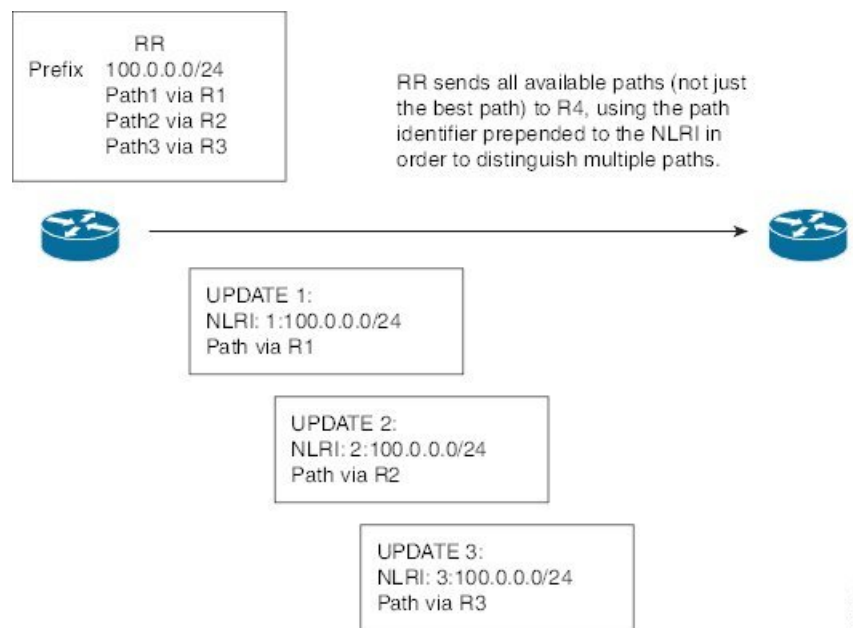 RR
Prefix 100.0.0.0/24
Path1 via R1
Path2 via R2
Path3 via R3
RR sends all available paths (not just
the best path) to R4, using the path
identifier prepended to the NLRI in
order to distinguish multiple paths.
UPDATE 1:
NLRI: 1:100.0.0.0/24
Path via R1
UPDATE 2:
NLRI: 2:100.0.0.0/24
Path via R2
UPDATE 3:
NLRI: 3:100.0.0.0/24
Path via R3